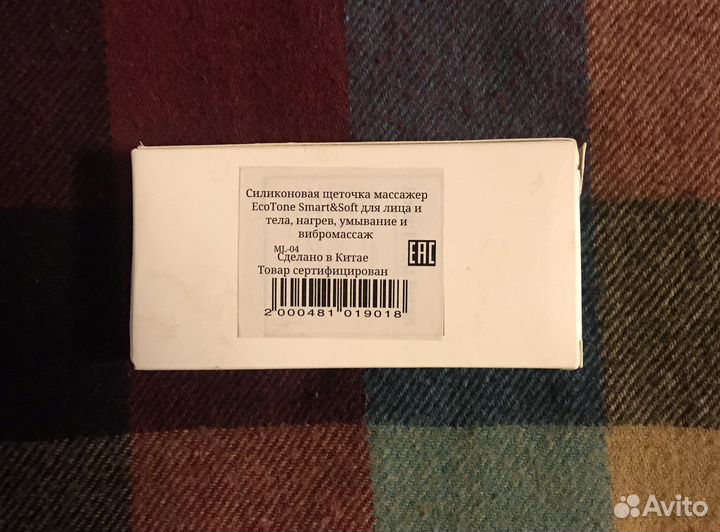 Силиконовая щеточка массажер
EcoTone Smart&Soft для лица и
тела, нагрев, умывание и
вибромассаж
ML-04
Сделано в Китае
Товар сертифицирован
EAC
2 000481 019018
Avito